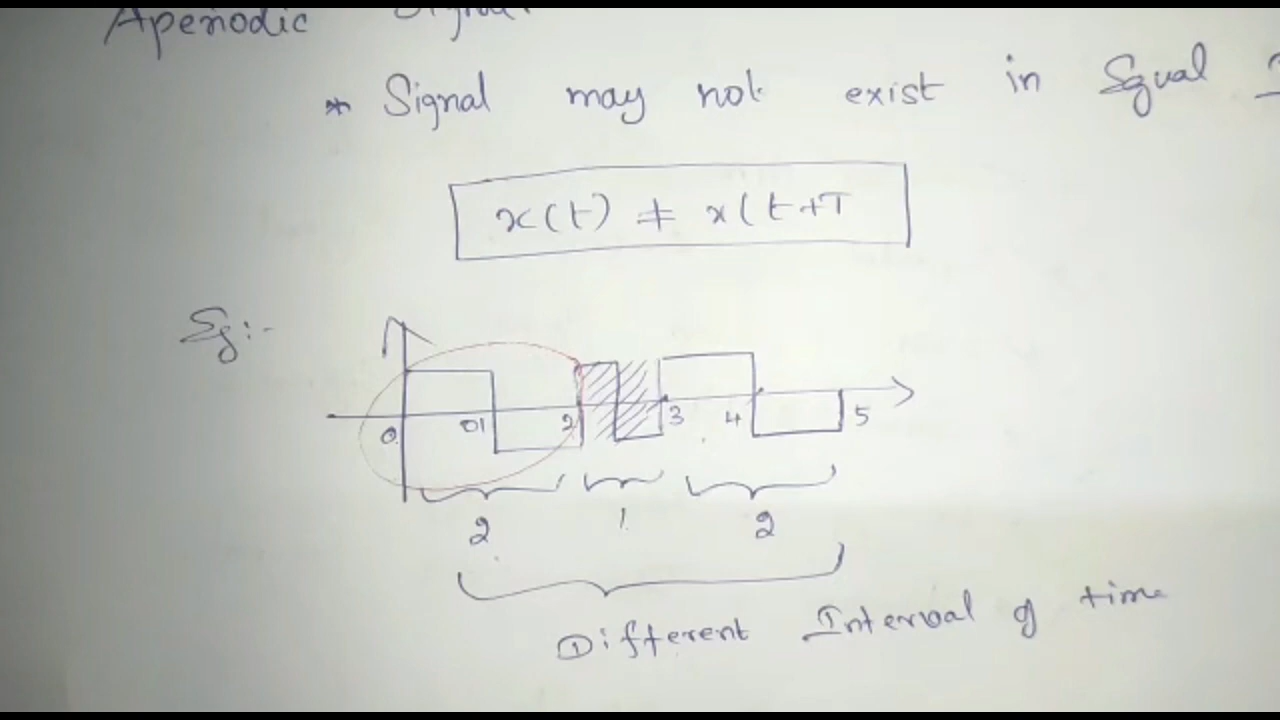 Aperiodic Signal
* Signal may not exist in Equal
x(t) ≠ x(t+T
Eg:-
0 01 2 3 4 5
2 1 2
Different Interval of time